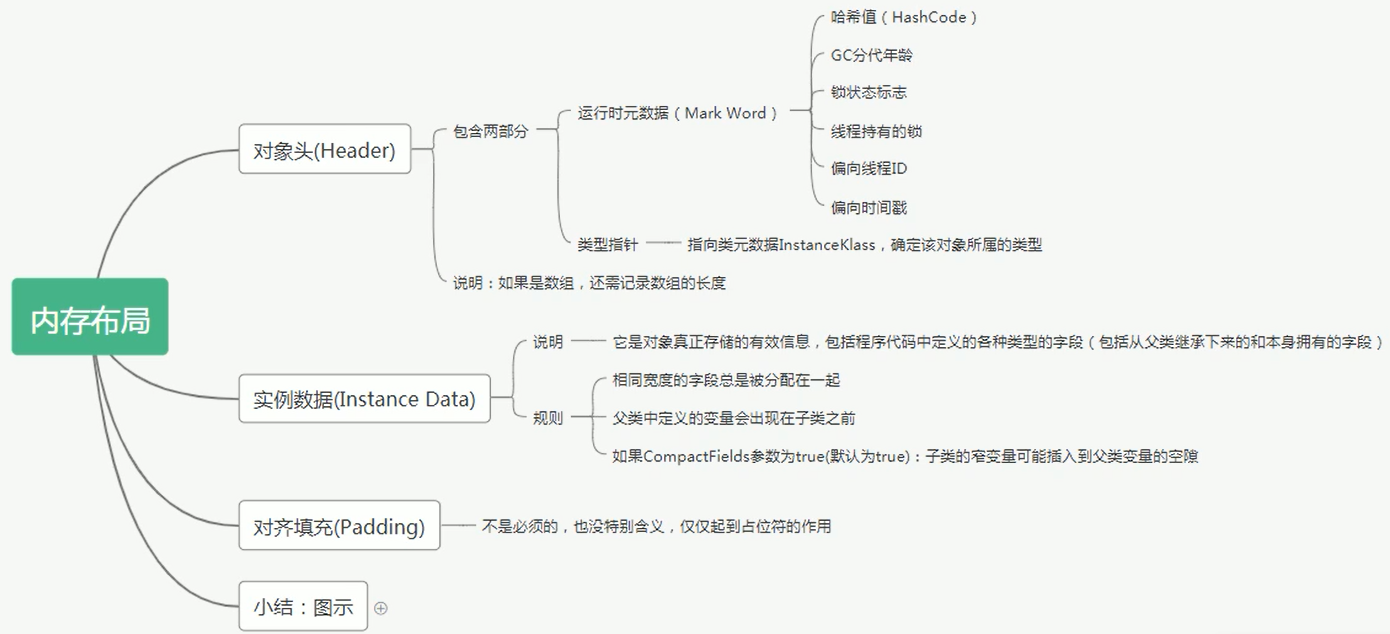 内存布局
对象头(Header)
包含两部分
运行时元数据（Mark Word）
哈希值（HashCode）
GC分代年龄
锁状态标志
线程持有的锁
偏向线程ID
偏向时间戳
类型指针
指向类元数据InstanceKlass，确定该对象所属的类型
说明：如果是数组，还需记录数组的长度
实例数据(Instance Data)
说明
它是对象真正存储的有效信息，包括程序代码中定义的各种类型的字段（包括从父类继承下来的和本身拥有的字段）
规则
相同宽度的字段总是被分配在一起
父类中定义的变量会出现在子类之前
如果CompactFields参数为true(默认为true)：子类的窄变量可能插入到父类变量的空隙
对齐填充(Padding)
不是必须的，也没特别含义，仅仅起到占位符的作用
小结：图示